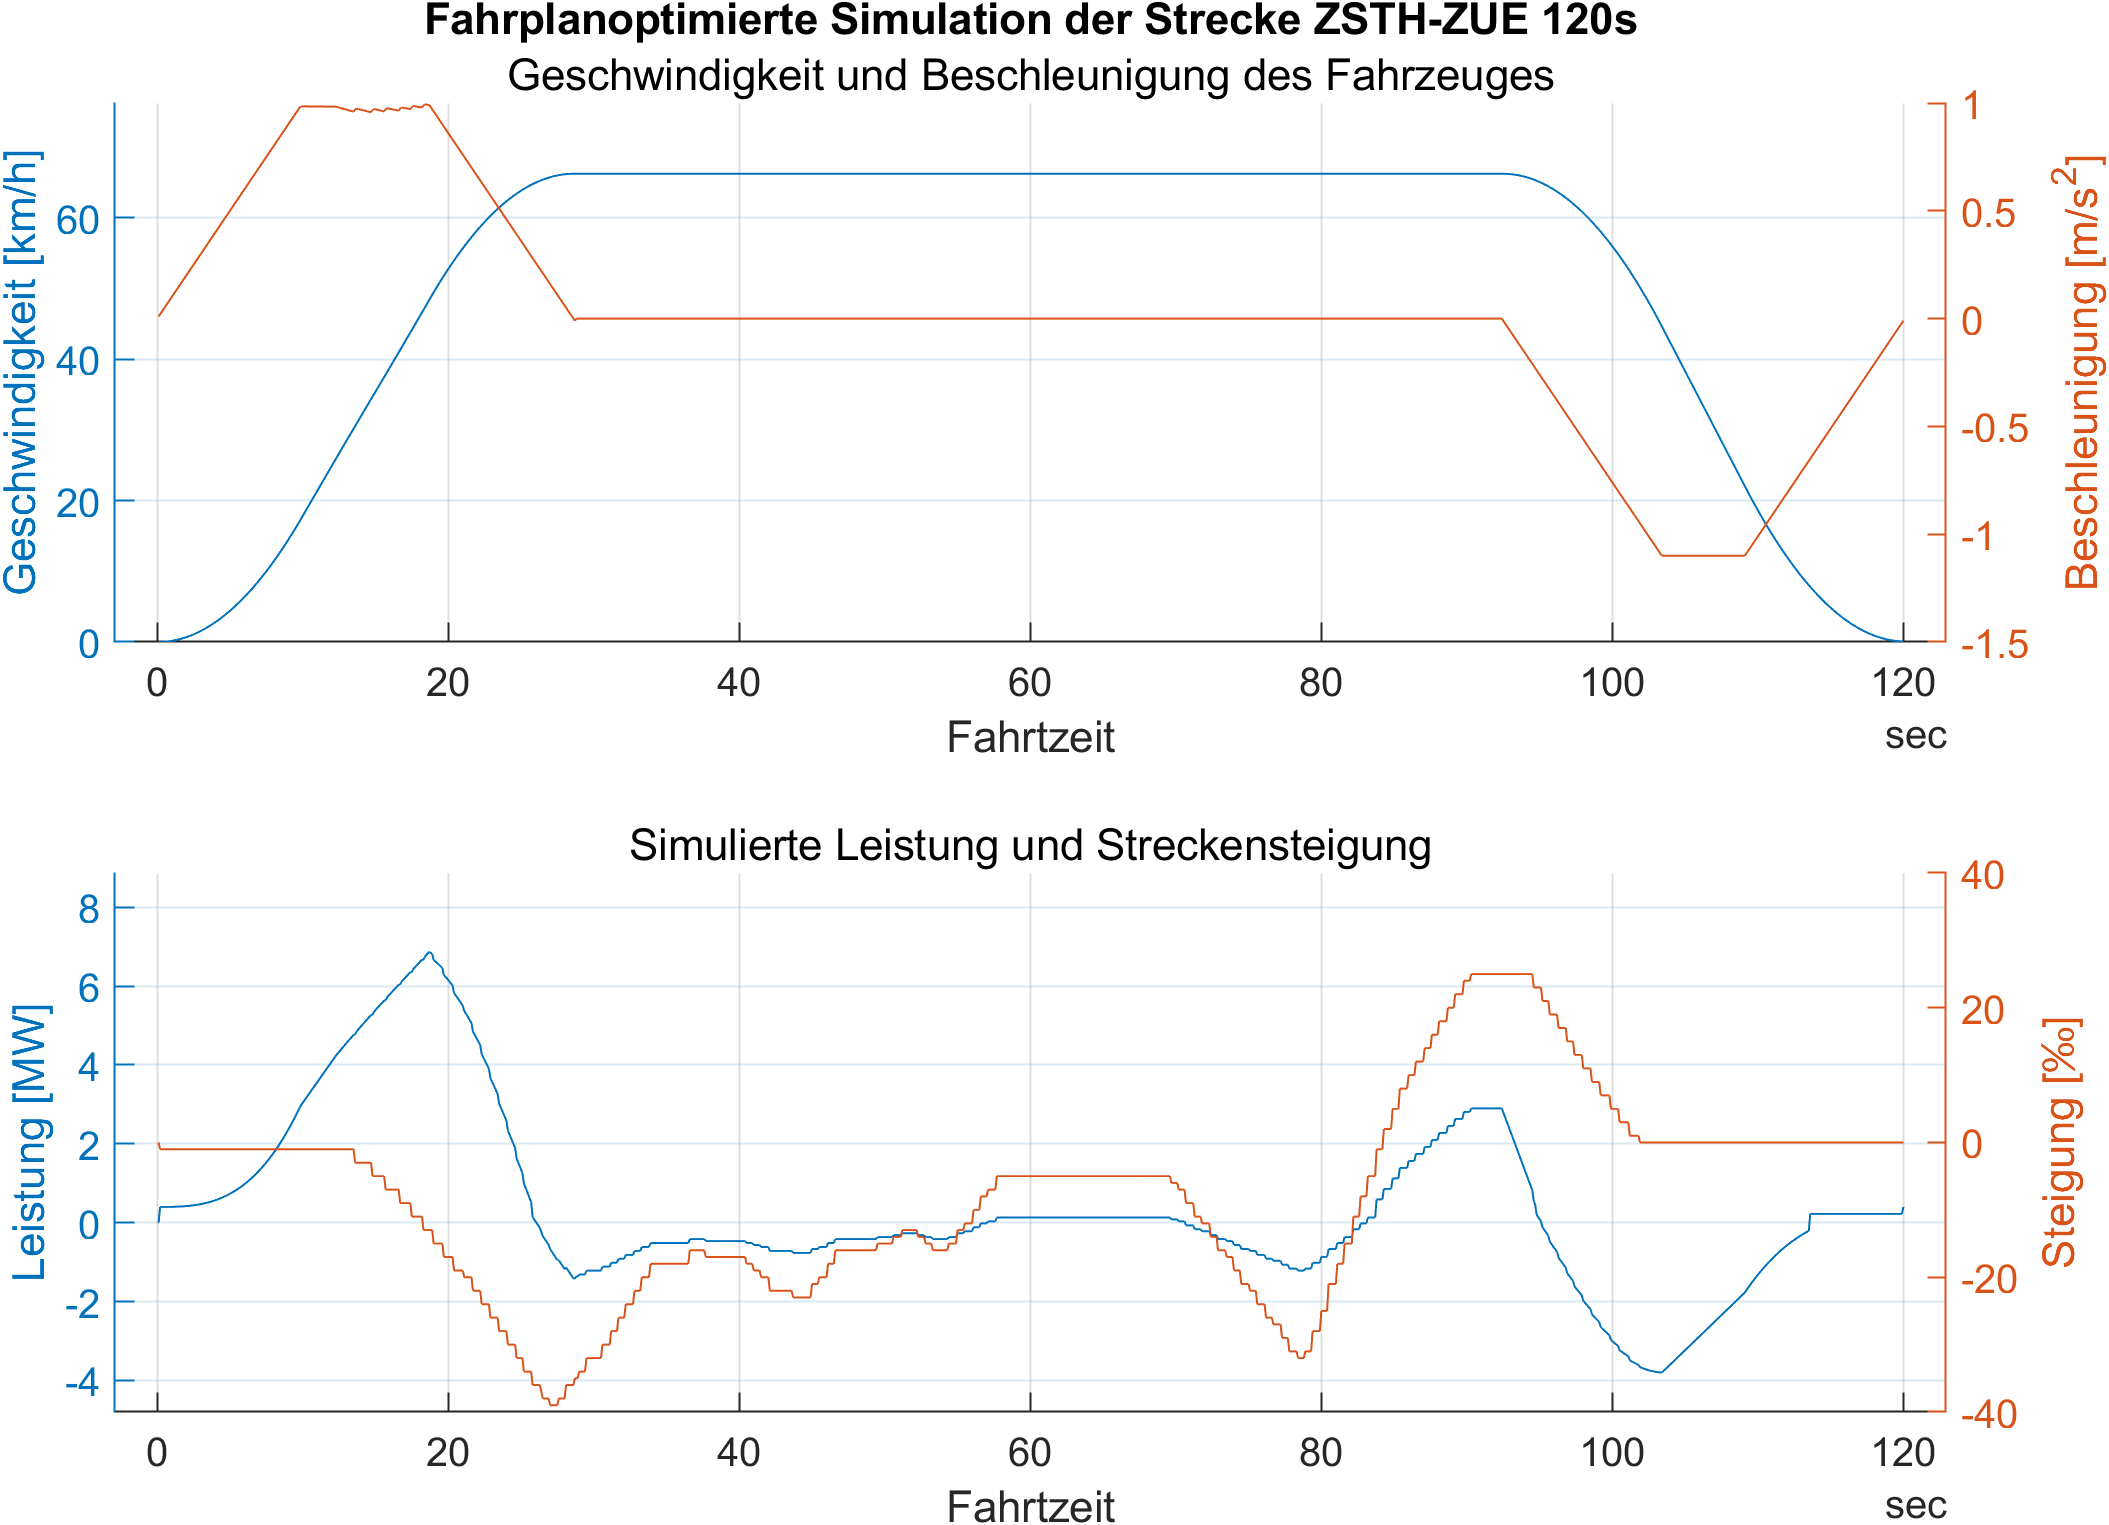 Fahrplanoptimierte Simulation der Strecke ZSTH-ZUE 120s
Geschwindigkeit und Beschleunigung des Fahrzeuges
Geschwindigkeit [km/h]
60
40
20
0
1
0.5
0
-0.5
-1
-1.5
Beschleunigung [m/s2]
0 20 40 60 80 100 120
Fahrtzeit
sec
Simulierte Leistung und Streckensteigung
Leistung [MW]
8
6
4
2
0
-2
-4
40
20
0
-20
-40
Steigung [‰]
0 20 40 60 80 100 120
Fahrtzeit
sec